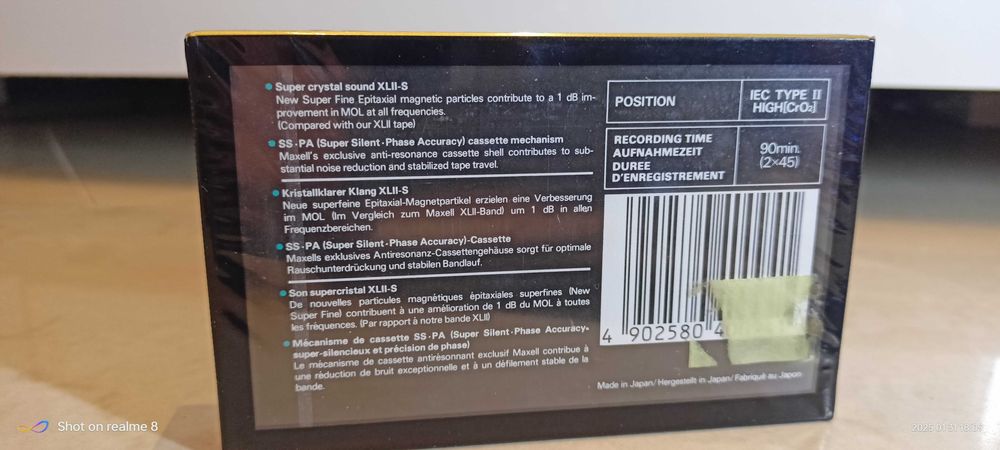 Super crystal sound XLII-S
New Super Fine Epitaxial magnetic particles contribute to a 1 dB im-
provement in MOL at all frequencies.
(Compared with our XLII tape)
SS·PA (Super Silent·Phase Accuracy) cassette mechanism
Maxell's exclusive anti-resonance cassette shell contributes to sub-
stantial noise reduction and stabilized tape travel.
Kristallklarer Klang XLII-S
Neue superfeine Epitaxial-Magnetpartikel erzielen eine Verbesserung
im MOL (Im Vergleich zum Maxell XLII-Band) um 1 dB in allen
Frequenzbereichen.
SS·PA (Super Silent·Phase Accuracy)-Cassette
Maxells exklusives Antiresonanz-Cassettengehäuse sorgt für optimale
Rauschunterdrückung und stabilen Bandlauf.
Son supercristal XLII-S
De nouvelles particules magnétiques épitaxiales superfines (New
Super Fine) contribuent à une amélioration de 1 dB du MOL à toutes
les fréquences. (Par rapport à notre bande XLII)
Mécanisme de cassette SS·PA (Super Silent·Phase Accuracy-
super-silencieux et précision de phase)
Le mécanisme de cassette antirésonnant exclusif Maxell contribue à
une réduction de bruit exceptionnelle et à un défilement stable de la
bande.
POSITION
IEC TYPE II
HIGH[CrO₂]
RECORDING TIME
AUFNAHMEZEIT
DUREE
D'ENREGISTREMENT
90min.
(2×45)
4 902580 4
Made in Japan/Hergestellt in Japan/Fabriqué au Japon
Shot on realme 8